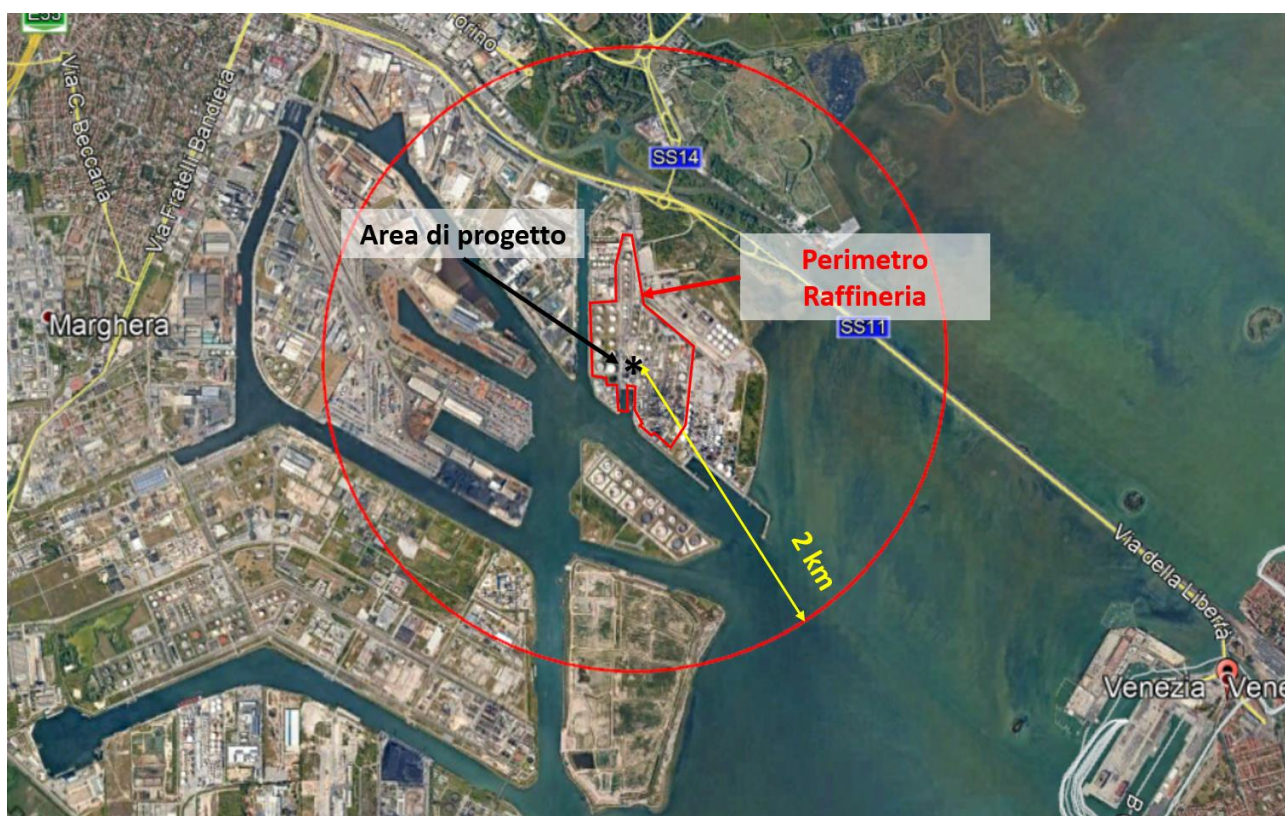 E55
orino
Via C. Beccaria
Via Fratelli Bandiera
SS14
Area di progetto
Perimetro
Raffineria
Marghera
SS11
2 km
Via della Libertà
Venezia
Vene
B
*